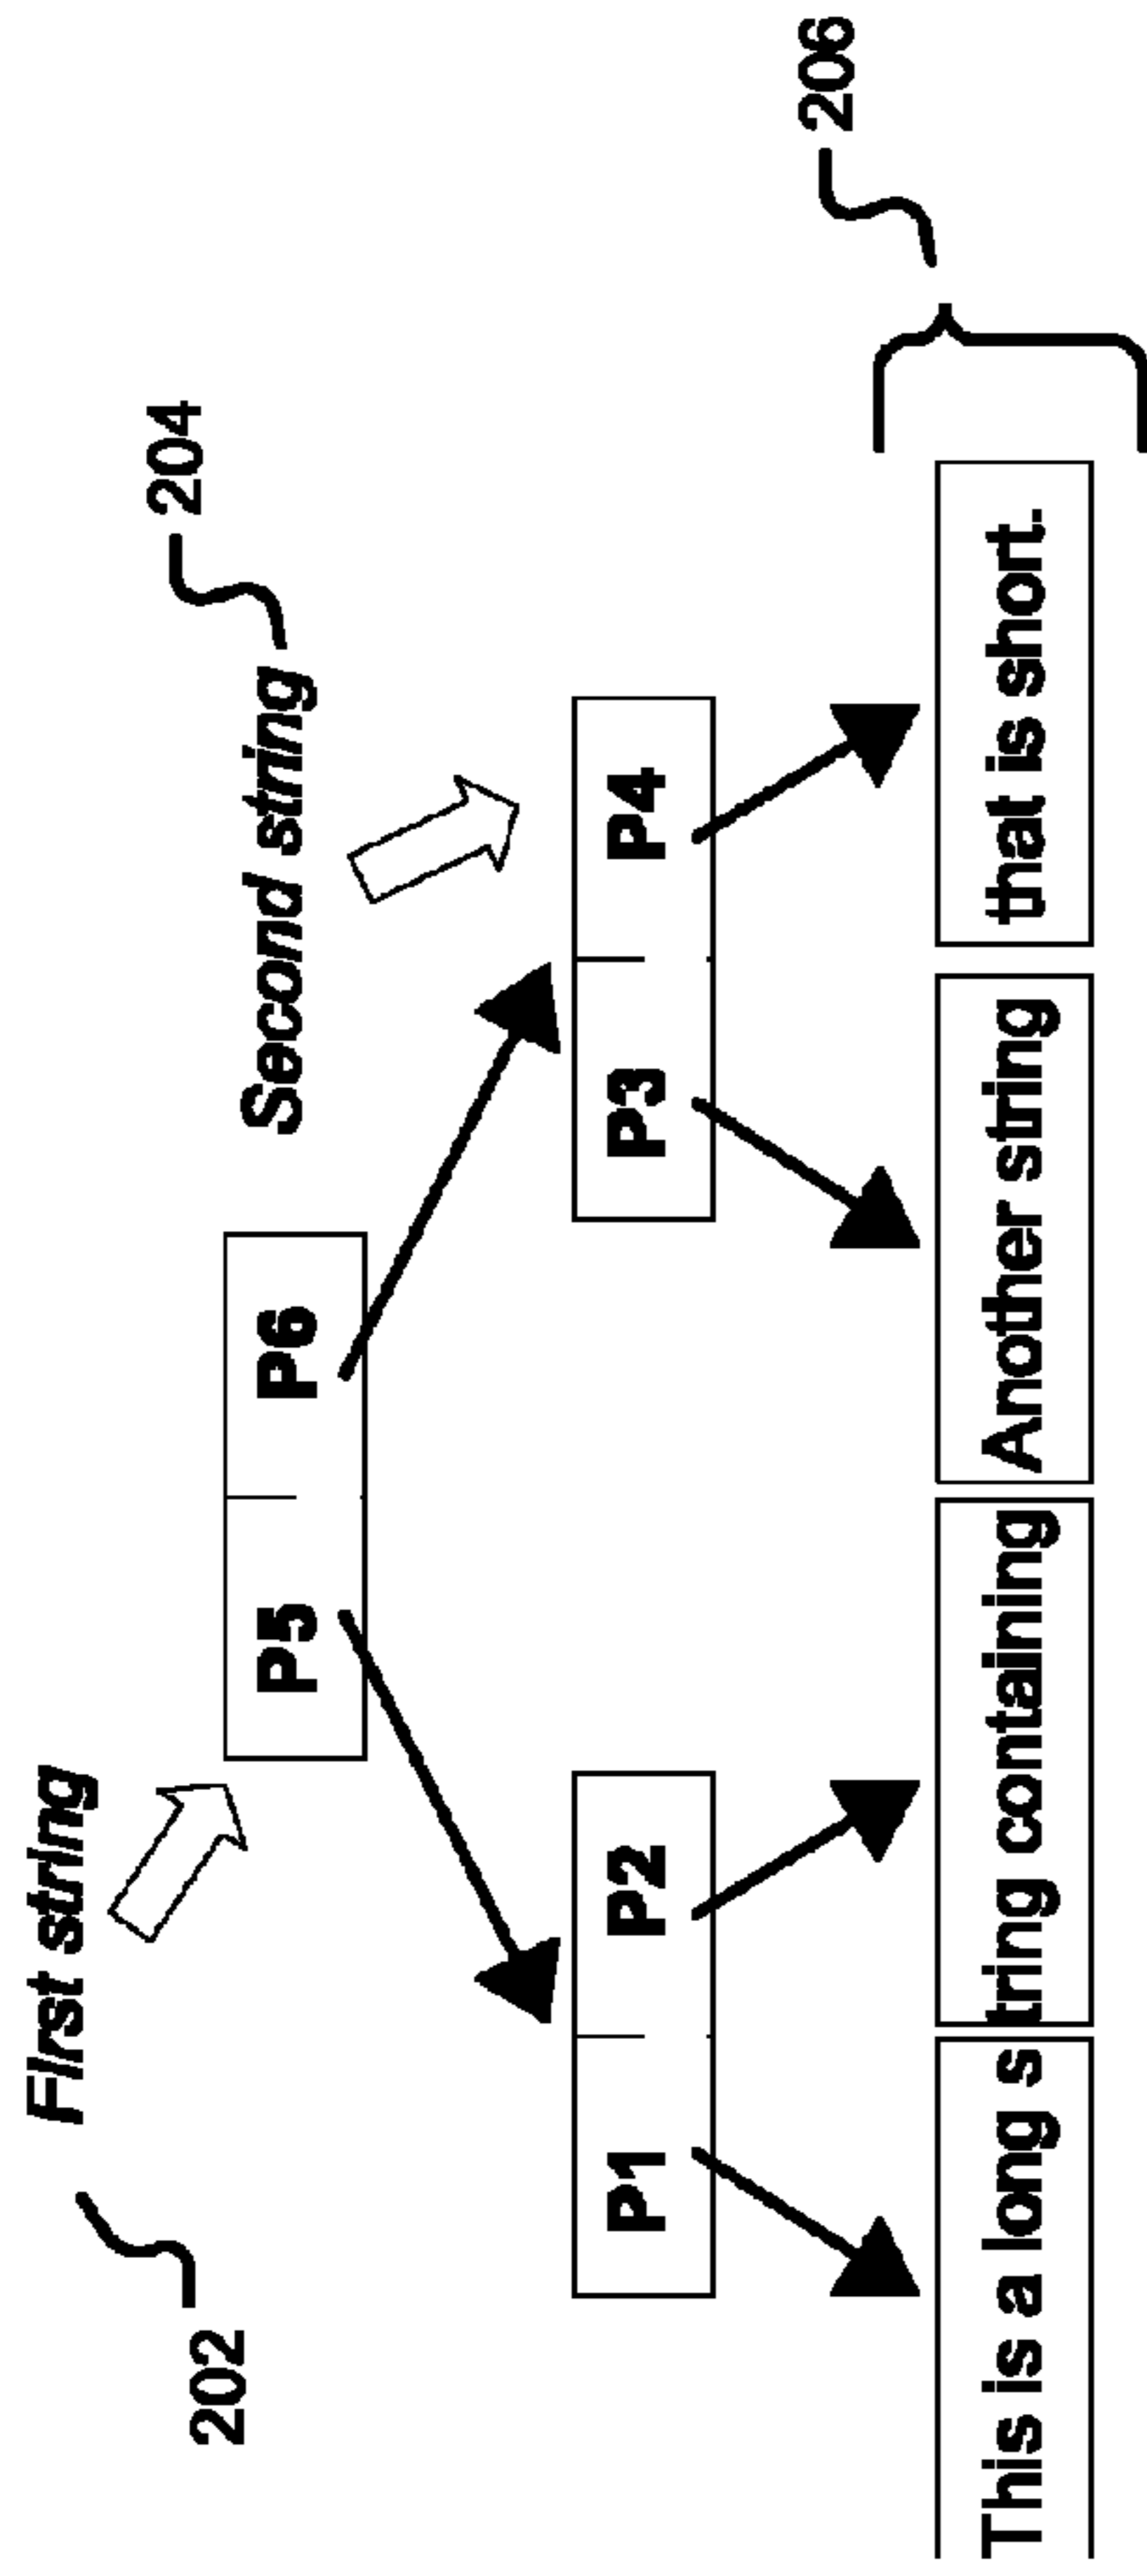 First string
202
Second string
204
P5 P6
P1 P2
P3 P4
206
This is a long s
tring containing
Another string
that is short.